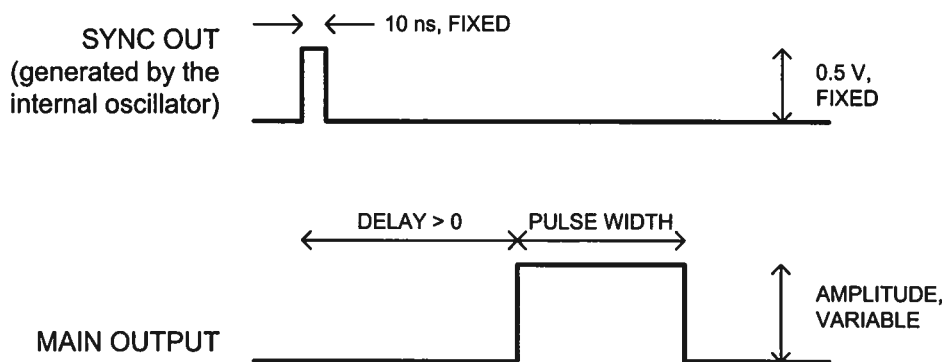 SYNC OUT
(generated by the
internal oscillator)
10 ns, FIXED
0.5 V,
FIXED
DELAY > 0
PULSE WIDTH
MAIN OUTPUT
AMPLITUDE,
VARIABLE